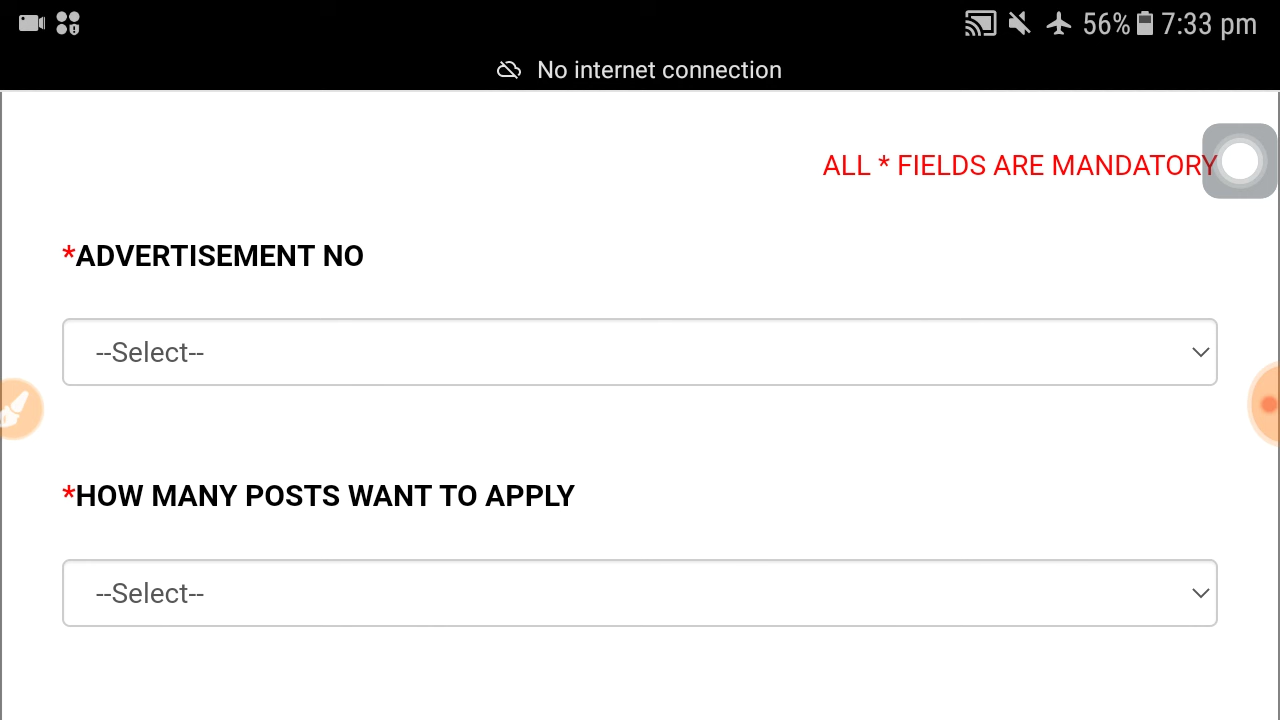 56% 7:33 pm
No internet connection
ALL * FIELDS ARE MANDATORY
*ADVERTISEMENT NO
--Select--
*HOW MANY POSTS WANT TO APPLY
--Select--